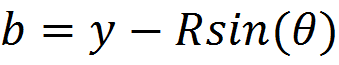 b = y − Rsin(θ)